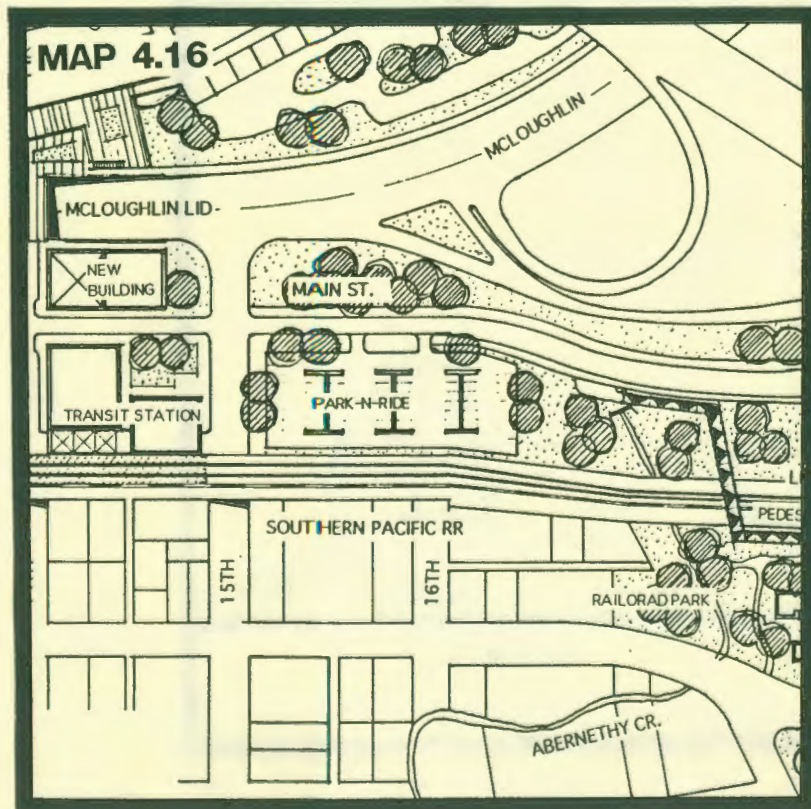 MAP 4.16
MCLOUGHLIN
MCLOUGHLIN LID
NEW
BUILDING
MAIN ST.
TRANSIT STATION
PARK-N-RIDE
PEDES
SOUTHERN PACIFIC RR
15TH
16TH
RAILORAD PARK
ABERNETHY CR.